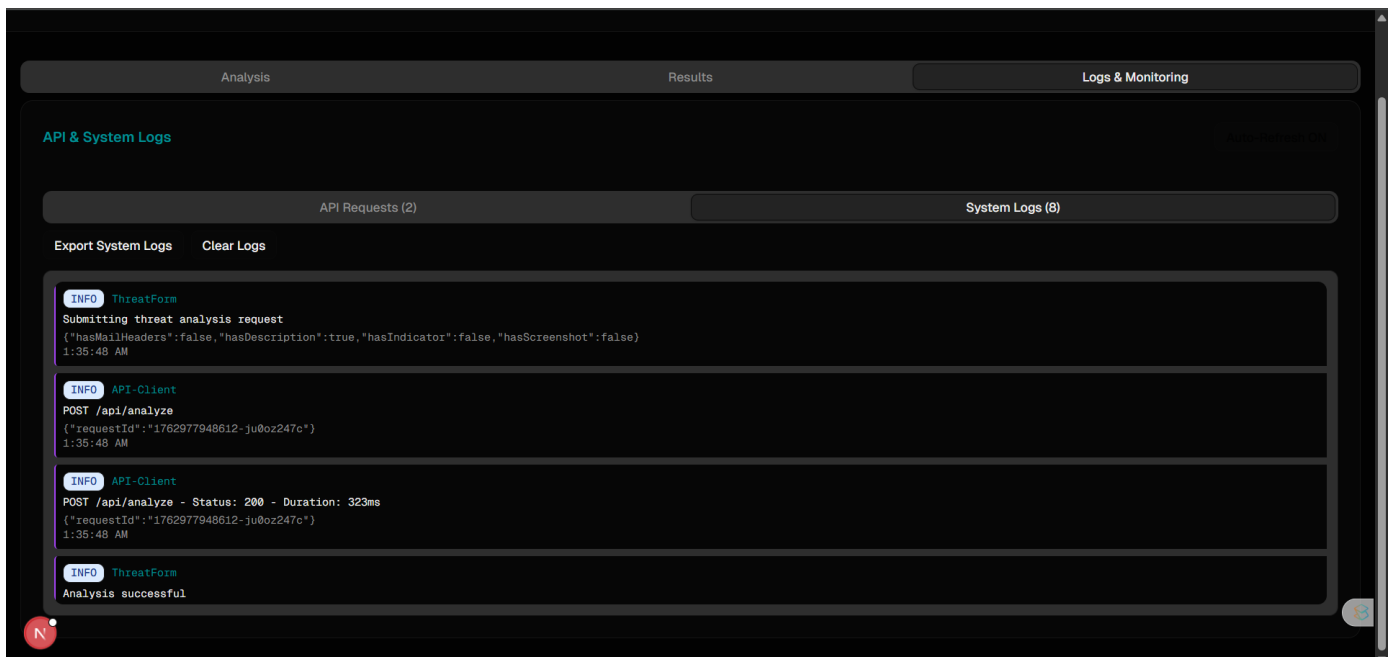 Analysis
Results
Logs & Monitoring
API & System Logs
Auto-Refresh ON
API Requests (2)
System Logs (8)
Export System Logs
Clear Logs
INFO ThreatForm
Submitting threat analysis request
{"hasMailHeaders":false,"hasDescription":true,"hasIndicator":false,"hasScreenshot":false}
1:35:48 AM
INFO API-Client
POST /api/analyze
{"requestId":"1762977948612-ju0oz247c"}
1:35:48 AM
INFO API-Client
POST /api/analyze - Status: 200 - Duration: 323ms
{"requestId":"1762977948612-ju0oz247c"}
1:35:48 AM
INFO ThreatForm
Analysis successful
N